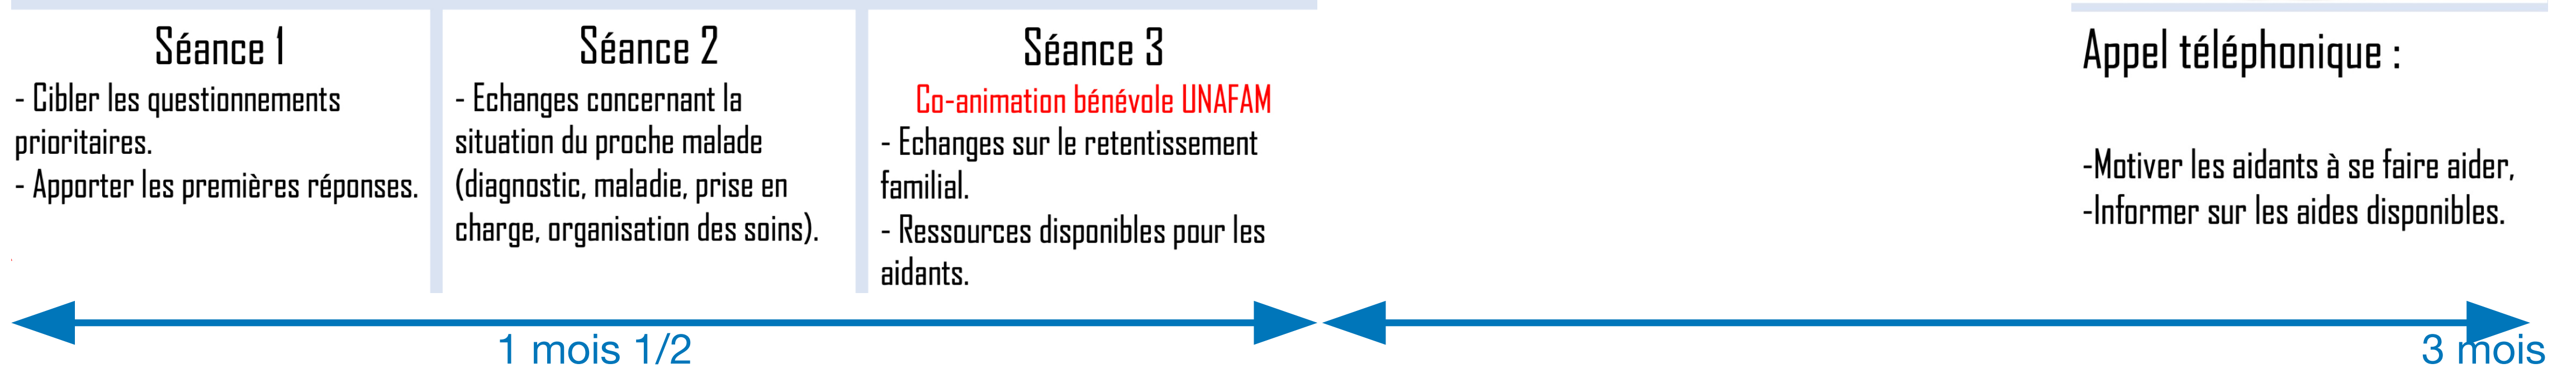 Séance 1
- Cibler les questionnements
prioritaires.
- Apporter les premières réponses.
Séance 2
- Echanges concernant la
situation du proche malade
(diagnostic, maladie, prise en
charge, organisation des soins).
Séance 3
Co-animation bénévole UNAFAM
- Echanges sur le retentissement
familial.
- Ressources disponibles pour les
aidants.
Appel téléphonique :
-Motiver les aidants à se faire aider,
-Informer sur les aides disponibles.
1 mois 1/2
3 mois